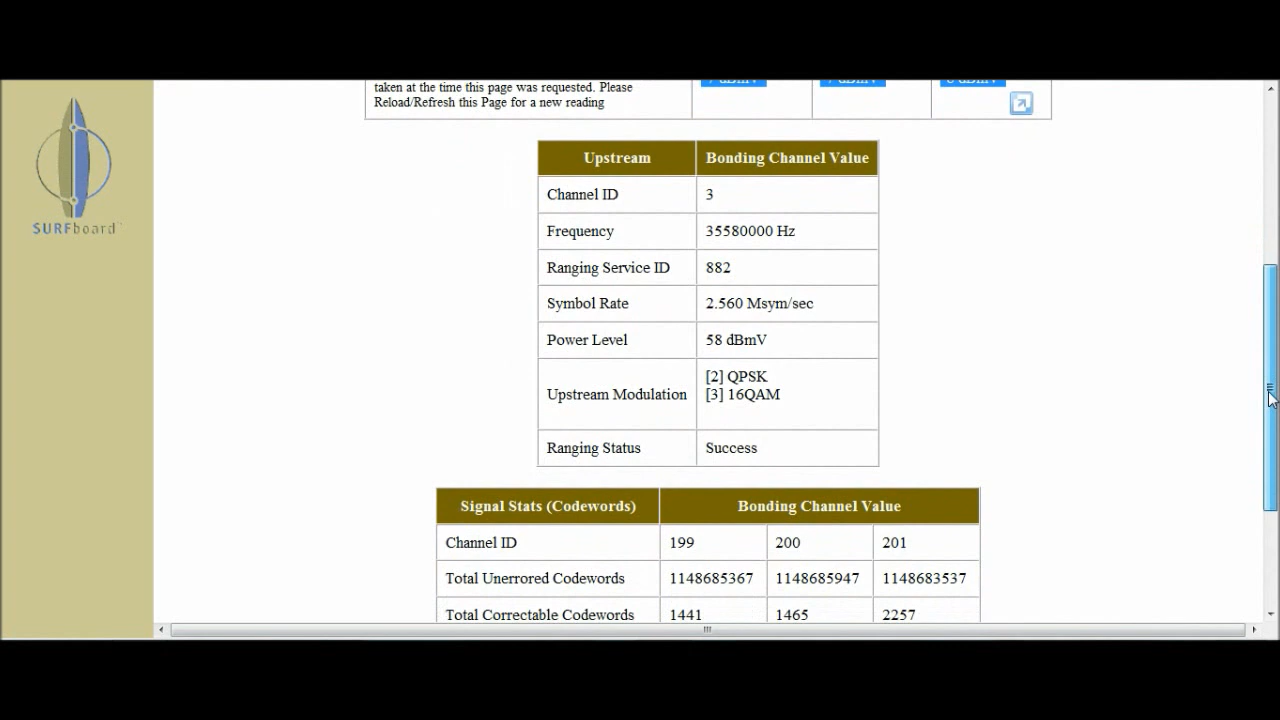 taken at the time this page was requested. Please
Reload/Refresh this Page for a new reading
SURFboard
Upstream Bonding Channel Value
Channel ID 3
Frequency 35580000 Hz
Ranging Service ID 882
Symbol Rate 2.560 Msym/sec
Power Level 58 dBmV
Upstream Modulation [2] QPSK
[3] 16QAM
Ranging Status Success
Signal Stats (Codewords) Bonding Channel Value
Channel ID 199 200 201
Total Unerrored Codewords 1148685367 1148685947 1148683537
Total Correctable Codewords 1441 1465 2257